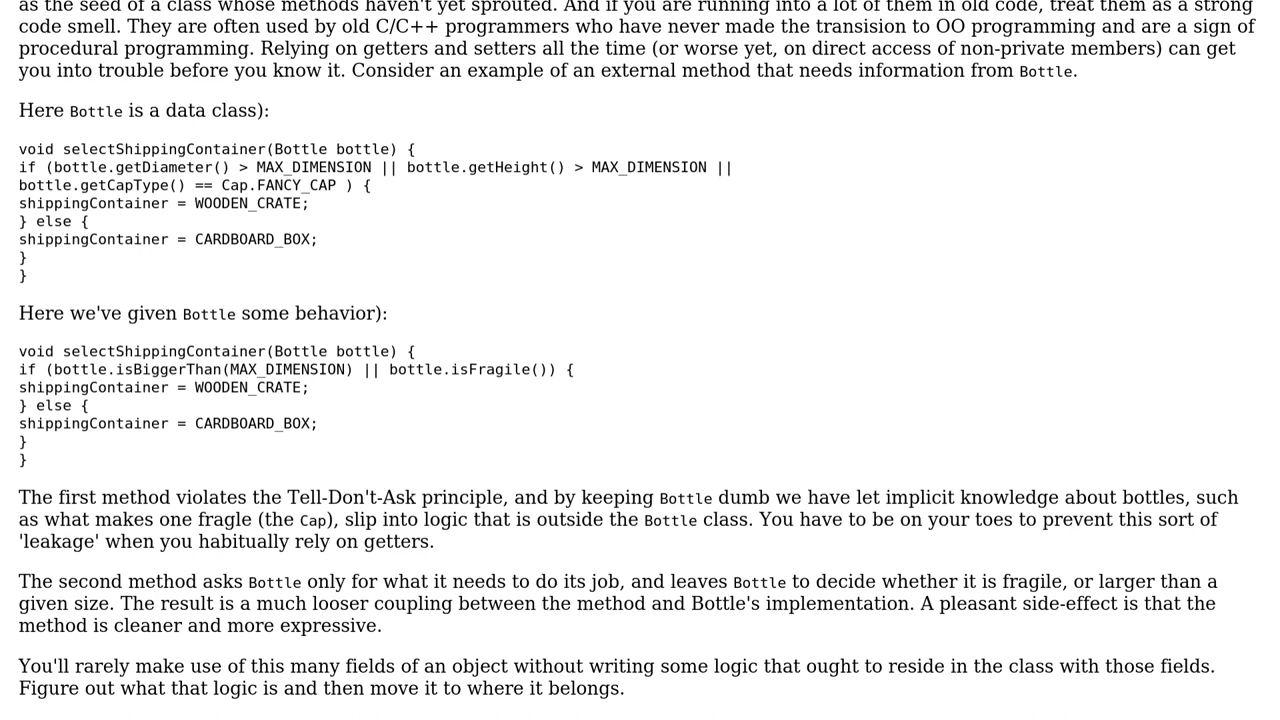 as the seed of a class whose methods haven't yet sprouted. And if you are running into a lot of them in old code, treat them as a strong
code smell. They are often used by old C/C++ programmers who have never made the transision to OO programming and are a sign of
procedural programming. Relying on getters and setters all the time (or worse yet, on direct access of non-private members) can get
you into trouble before you know it. Consider an example of an external method that needs information from Bottle.
Here Bottle is a data class):
void selectShippingContainer(Bottle bottle) {
if (bottle.getDiameter() > MAX_DIMENSION || bottle.getHeight() > MAX_DIMENSION ||
bottle.getCapType() == Cap.FANCY_CAP ) {
shippingContainer = WOODEN_CRATE;
} else {
shippingContainer = CARDBOARD_BOX;
}
}
Here we've given Bottle some behavior):
void selectShippingContainer(Bottle bottle) {
if (bottle.isBiggerThan(MAX_DIMENSION) || bottle.isFragile()) {
shippingContainer = WOODEN_CRATE;
} else {
shippingContainer = CARDBOARD_BOX;
}
}
The first method violates the Tell-Don't-Ask principle, and by keeping Bottle dumb we have let implicit knowledge about bottles, such
as what makes one fragle (the Cap), slip into logic that is outside the Bottle class. You have to be on your toes to prevent this sort of
'leakage' when you habitually rely on getters.
The second method asks Bottle only for what it needs to do its job, and leaves Bottle to decide whether it is fragile, or larger than a
given size. The result is a much looser coupling between the method and Bottle's implementation. A pleasant side-effect is that the
method is cleaner and more expressive.
You'll rarely make use of this many fields of an object without writing some logic that ought to reside in the class with those fields.
Figure out what that logic is and then move it to where it belongs.